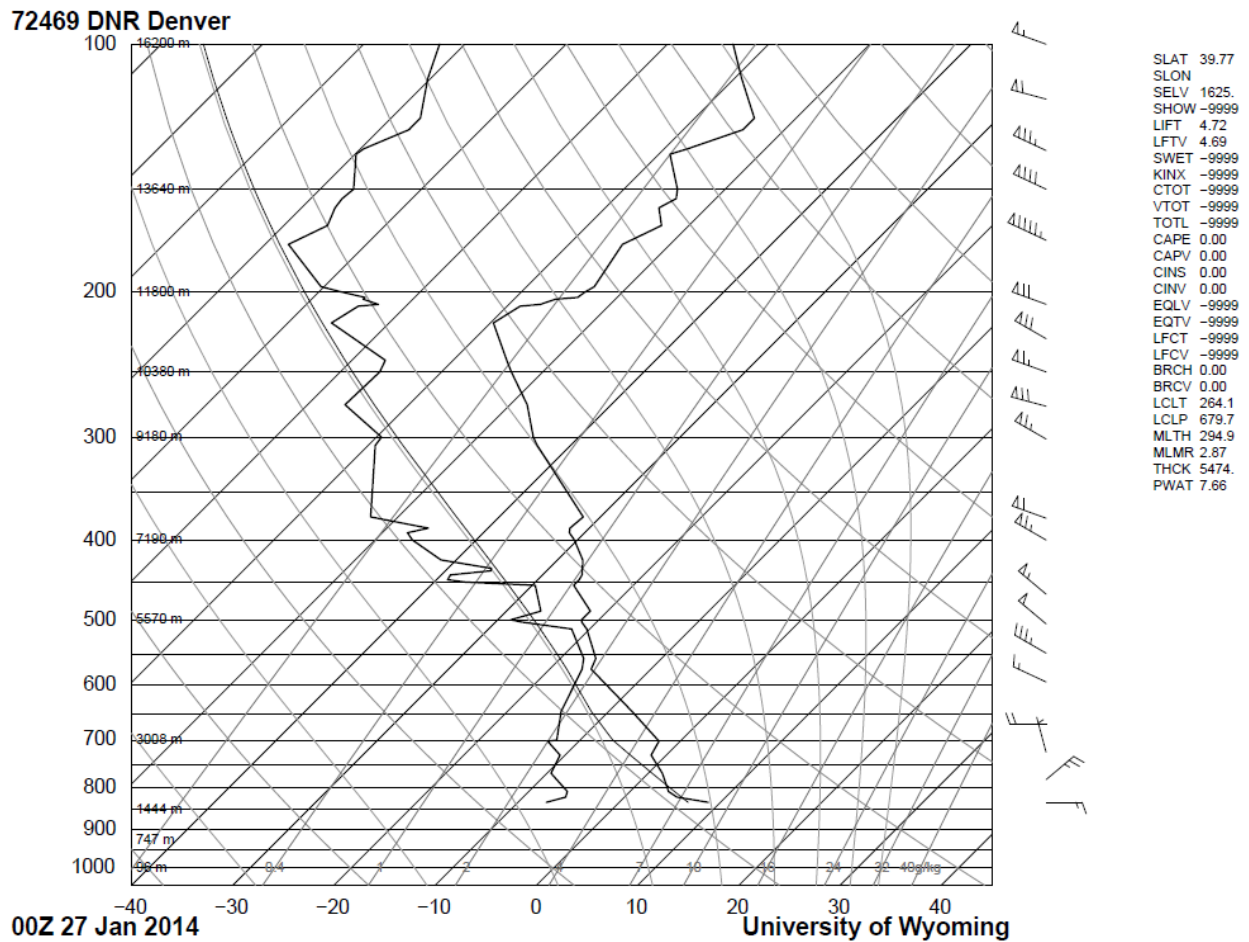 72469 DNR Denver
100 16200 m
13640 m
200 11800 m
10380 m
300 9180 m
400 7190 m
500 5570 m
600
700 3008 m
800
1444 m
900
747 m
1000 96 m 0.4 1 2 4 7 10 16 24 32 40g/kg
−40 −30 −20 −10 0 10 20 30 40
00Z 27 Jan 2014 University of Wyoming
SLAT 39.77
SLON
SELV 1625.
SHOW −9999
LIFT 4.72
LFTV 4.69
SWET −9999
KINX −9999
CTOT −9999
VTOT −9999
TOTL −9999
CAPE 0.00
CAPV 0.00
CINS 0.00
CINV 0.00
EQLV −9999
EQTV −9999
LFCT −9999
LFCV −9999
BRCH 0.00
BRCV 0.00
LCLT 264.1
LCLP 679.7
MLTH 294.9
MLMR 2.87
THCK 5474.
PWAT 7.66